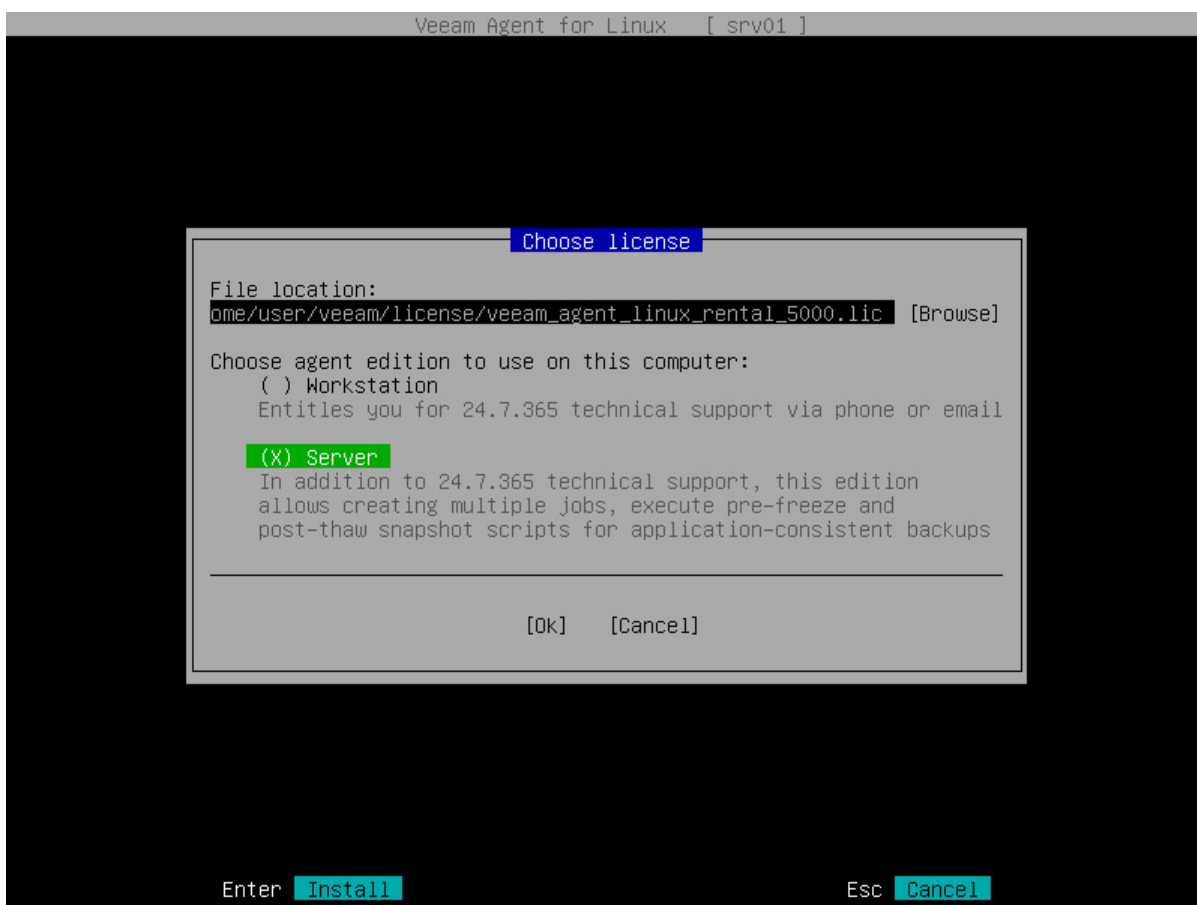 Veeam Agent for Linux [ srv01 ]
Choose license
File location:
ome/user/veeam/license/veeam_agent_linux_rental_5000.lic [Browse]
Choose agent edition to use on this computer:
( ) Workstation
Entitles you for 24.7.365 technical support via phone or email
(X) Server
In addition to 24.7.365 technical support, this edition
allows creating multiple jobs, execute pre-freeze and
post-thaw snapshot scripts for application-consistent backups
[Ok] [Cancel]
Enter Install Esc Cancel